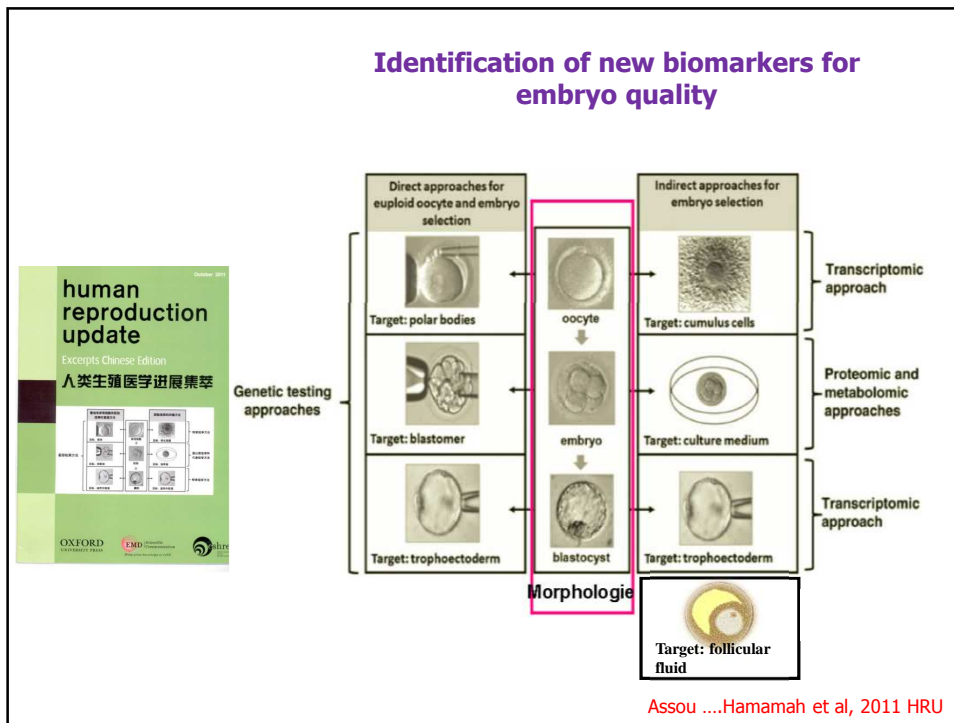 Identification of new biomarkers for
embryo quality
October 2011
human
reproduction
update
Excerpts Chinese Edition
人类生殖医学进展集萃
OXFORD
UNIVERSITY PRESS
EMD
shre
Direct approaches for
euploid oocyte and embryo
selection
Indirect approaches for
embryo selection
Target: polar bodies
oocyte
Target: cumulus cells
Transcriptomic
approach
Genetic testing
approaches
Target: blastomer
embryo
Target: culture medium
Proteomic and
metabolomic
approaches
Target: trophoectoderm
blastocyst
Target: trophoectoderm
Transcriptomic
approach
Morphologie
Target: follicular
fluid
Assou ....Hamamah et al, 2011 HRU